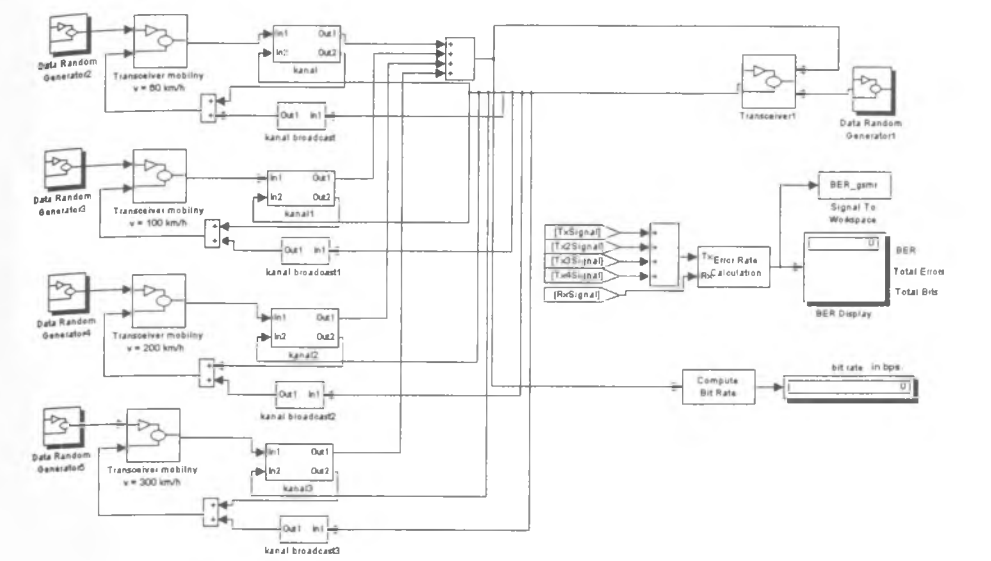 Data Random
Generator2
Transceiver mobilny
v = 60 km/h
In1
In2
Out1
Out2
kanal
Out1
In1
kanal broadcast
Data Random
Generator3
Transceiver mobilny
v = 100 km/h
In1
In2
Out1
Out2
kanal1
Out1
In1
kanal broadcast1
Data Random
Generator4
Transceiver mobilny
v = 200 km/h
In1
In2
Out1
Out2
kanal2
Out1
In1
kanal broadcast2
Data Random
Generator5
Transceiver mobilny
v = 300 km/h
In1
In2
Out1
Out2
kanal3
Out1
In1
kanal broadcast3
Transceiver1
Data Random
Generator1
[TxSignal]
[Tx2Signal]
[Tx3Signal]
[Tx4Signal]
[RxSignal]
Tx
Rx
Error Rate
Calculation
BER_gsmr
Signal To
Workspace
0
BER
Total Errors
Total Bits
BER Display
Compute
Bit Rate
bit rate in bps
0